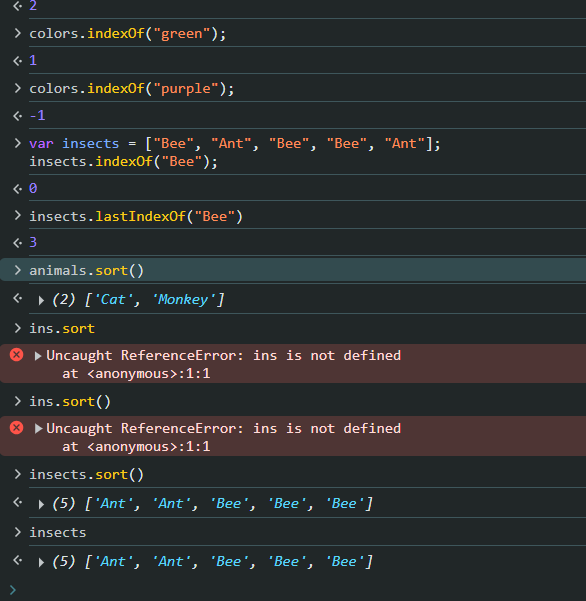 2
colors.indexOf("green");
1
colors.indexOf("purple");
-1
var insects = ["Bee", "Ant", "Bee", "Bee", "Ant"];
insects.indexOf("Bee");
0
insects.lastIndexOf("Bee")
3
animals.sort()
(2) ['Cat', 'Monkey']
ins.sort
Uncaught ReferenceError: ins is not defined
at <anonymous>:1:1
ins.sort()
Uncaught ReferenceError: ins is not defined
at <anonymous>:1:1
insects.sort()
(5) ['Ant', 'Ant', 'Bee', 'Bee', 'Bee']
insects
(5) ['Ant', 'Ant', 'Bee', 'Bee', 'Bee']